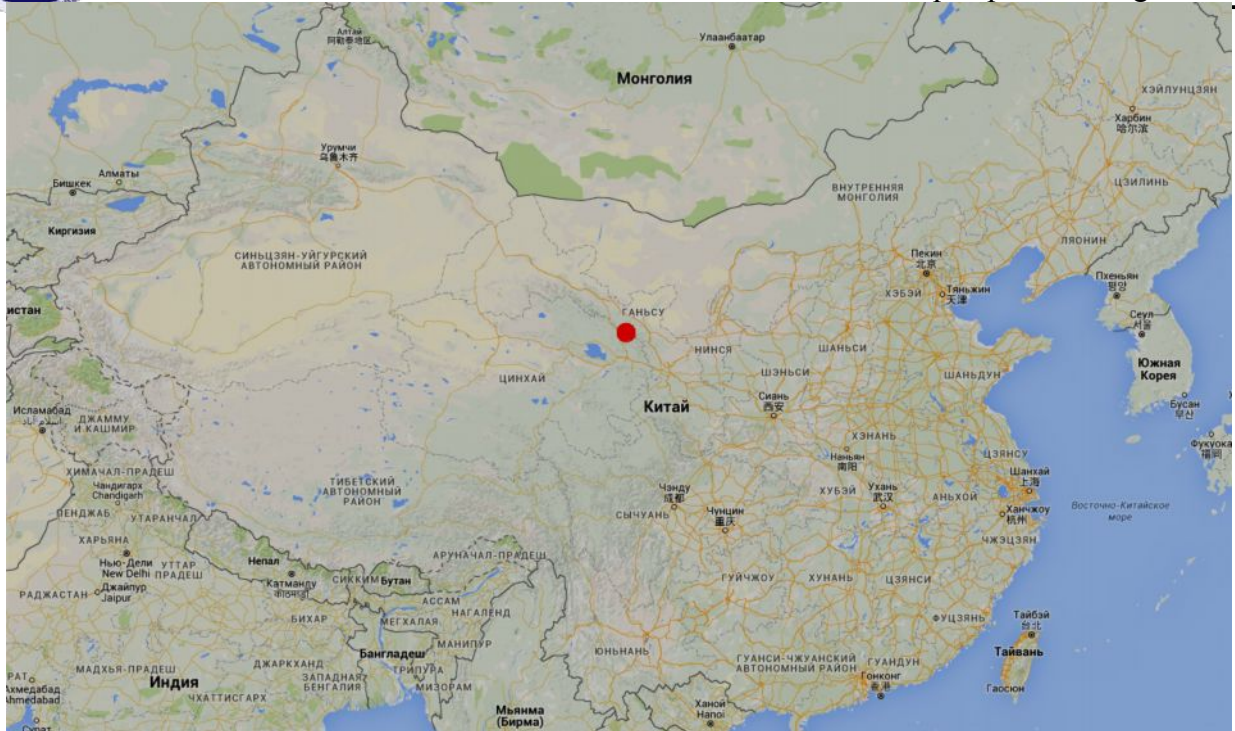 Алтай
阿勒泰地区
Улаанбаатар
Монголия
ХЭЙЛУНЦЗЯН
Харбин
哈尔滨
Урумчи
乌鲁木齐
Алматы
Бишкек
ЦЗИЛИНЬ
ВНУТРЕННЯЯ
МОНГОЛИЯ
Киргизия
СИНЬЦЗЯН-УЙГУРСКИЙ
АВТОНОМНЫЙ РАЙОН
ЛЯОНИН
Пекин
北京
Пхеньян
평양
Тяньжин
天津
ХЭБЭЙ
истан
ГАНЬСУ
Сеул
서울
НИНСЯ
ШАНЬСИ
Южная
Корея
ЦИНХАЙ
ШЭНЬСИ
ШАНЬДУН
Сиань
西安
Китай
Бусан
부산
Исламабад
ДЖАММУ
И КАШМИР
ХЭНАНЬ
Фукуока
福岡
Наньян
南阳
ЦЗЯНСУ
ХИМАЧАЛ-ПРАДЕШ
Чандигарх
Chandigarh
ТИБЕТСКИЙ
АВТОНОМНЫЙ
РАЙОН
Шанхай
上海
Чэнду
成都
ХУБЭЙ
Ухань
武汉
АНЬХОЙ
ПЕНДЖАБ
УТАРАНЧАЛ
СЫЧУАНЬ
Чунцин
重庆
Ханчжоу
杭州
Восточно-Китайское
море
ХАРЬЯНА
ЧЖЭЦЗЯН
Нью-Дели
New Delhi
УТТАР
ПРАДЕШ
Непал
АРУНАЧАЛ-ПРАДЕШ
Катманду
СИККИМ
Бутан
ГУЙЧЖОУ
ХУНАНЬ
ЦЗЯНСИ
РАДЖАСТАН
Джайпур
Jaipur
АССАМ
НАГАЛЕНД
БИХАР
МЕГХАЛАЯ
ФУЦЗЯНЬ
Тайбэй
台北
МАНИПУР
Бангладеш
ЮНЬНАНЬ
Тайвань
МАДХЬЯ-ПРАДЕШ
ДЖАРКХАНД
ТРИПУРА
ГУАНСИ-ЧЖУАНСКИЙ
АВТОНОМНЫЙ РАЙОН
ГУАНДУН
Индия
ЗАПАДНАЯ
БЕНГАЛИЯ
МИЗОРАМ
Гонконг
香港
Гаосюн
Ахмедабад
Ahmedabad
ЧХАТТИСГАРХ
Мьянма
(Бирма)
Ханой
Hanoi